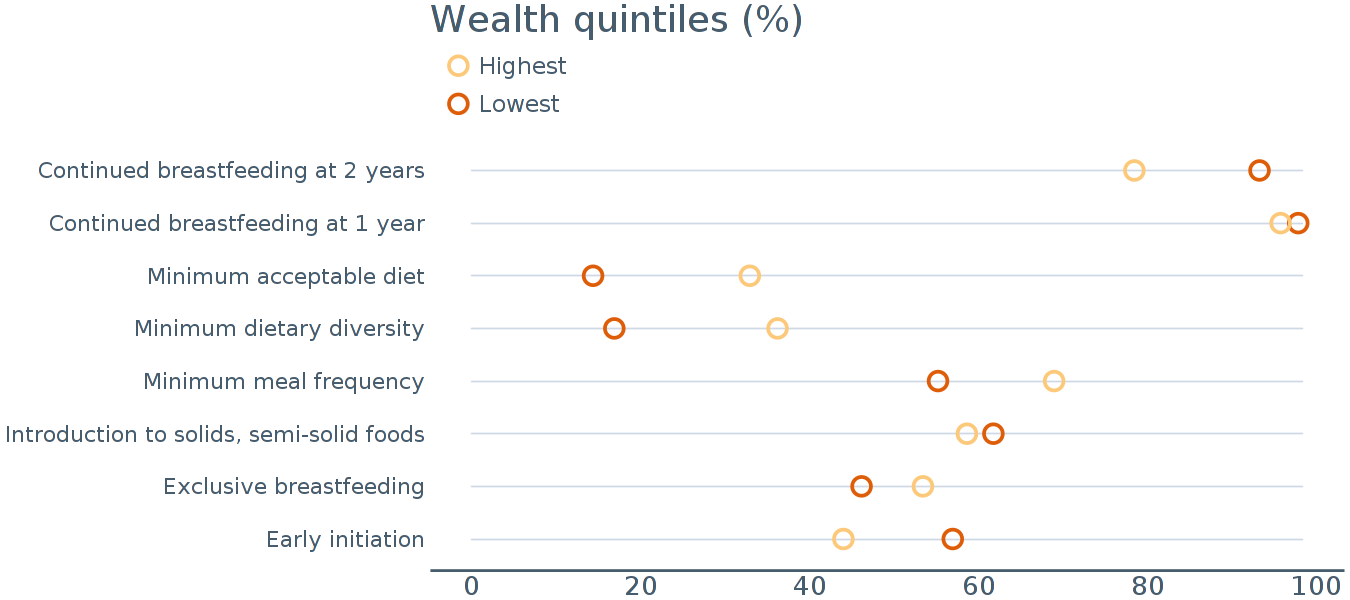 Wealth quintiles (%)
Highest
Lowest
Continued breastfeeding at 2 years
Continued breastfeeding at 1 year
Minimum acceptable diet
Minimum dietary diversity
Minimum meal frequency
Introduction to solids, semi-solid foods
Exclusive breastfeeding
Early initiation
0 20 40 60 80 100